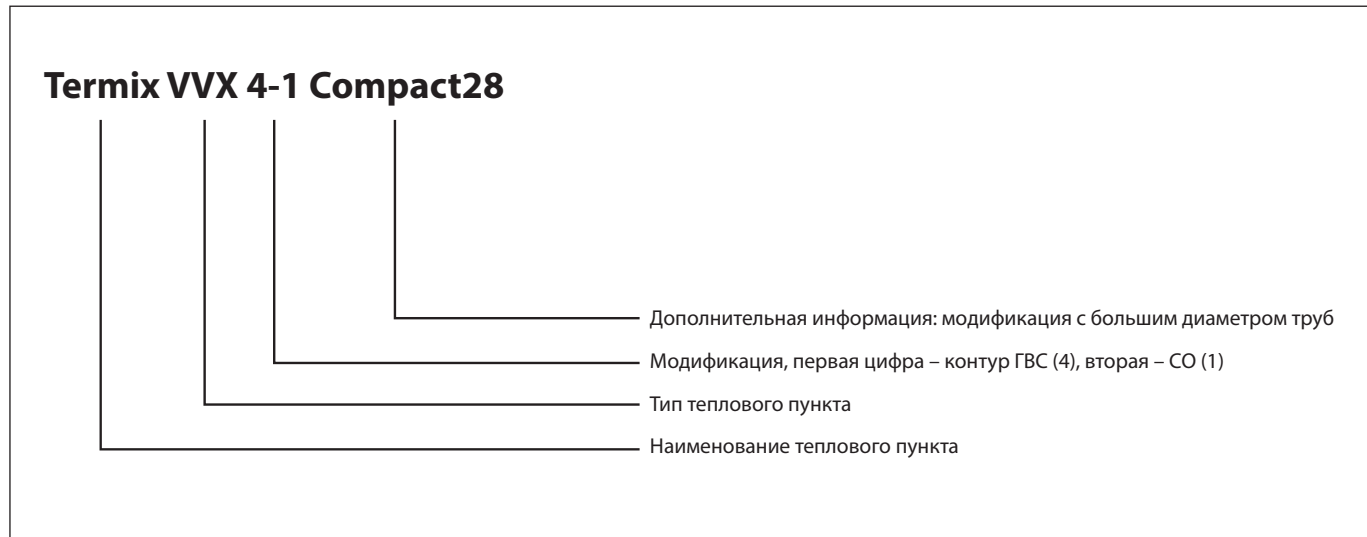 Termix VVX 4-1 Compact28
Дополнительная информация: модификация с большим диаметром труб
Модификация, первая цифра – контур ГВС (4), вторая – СО (1)
Тип теплового пункта
Наименование теплового пункта